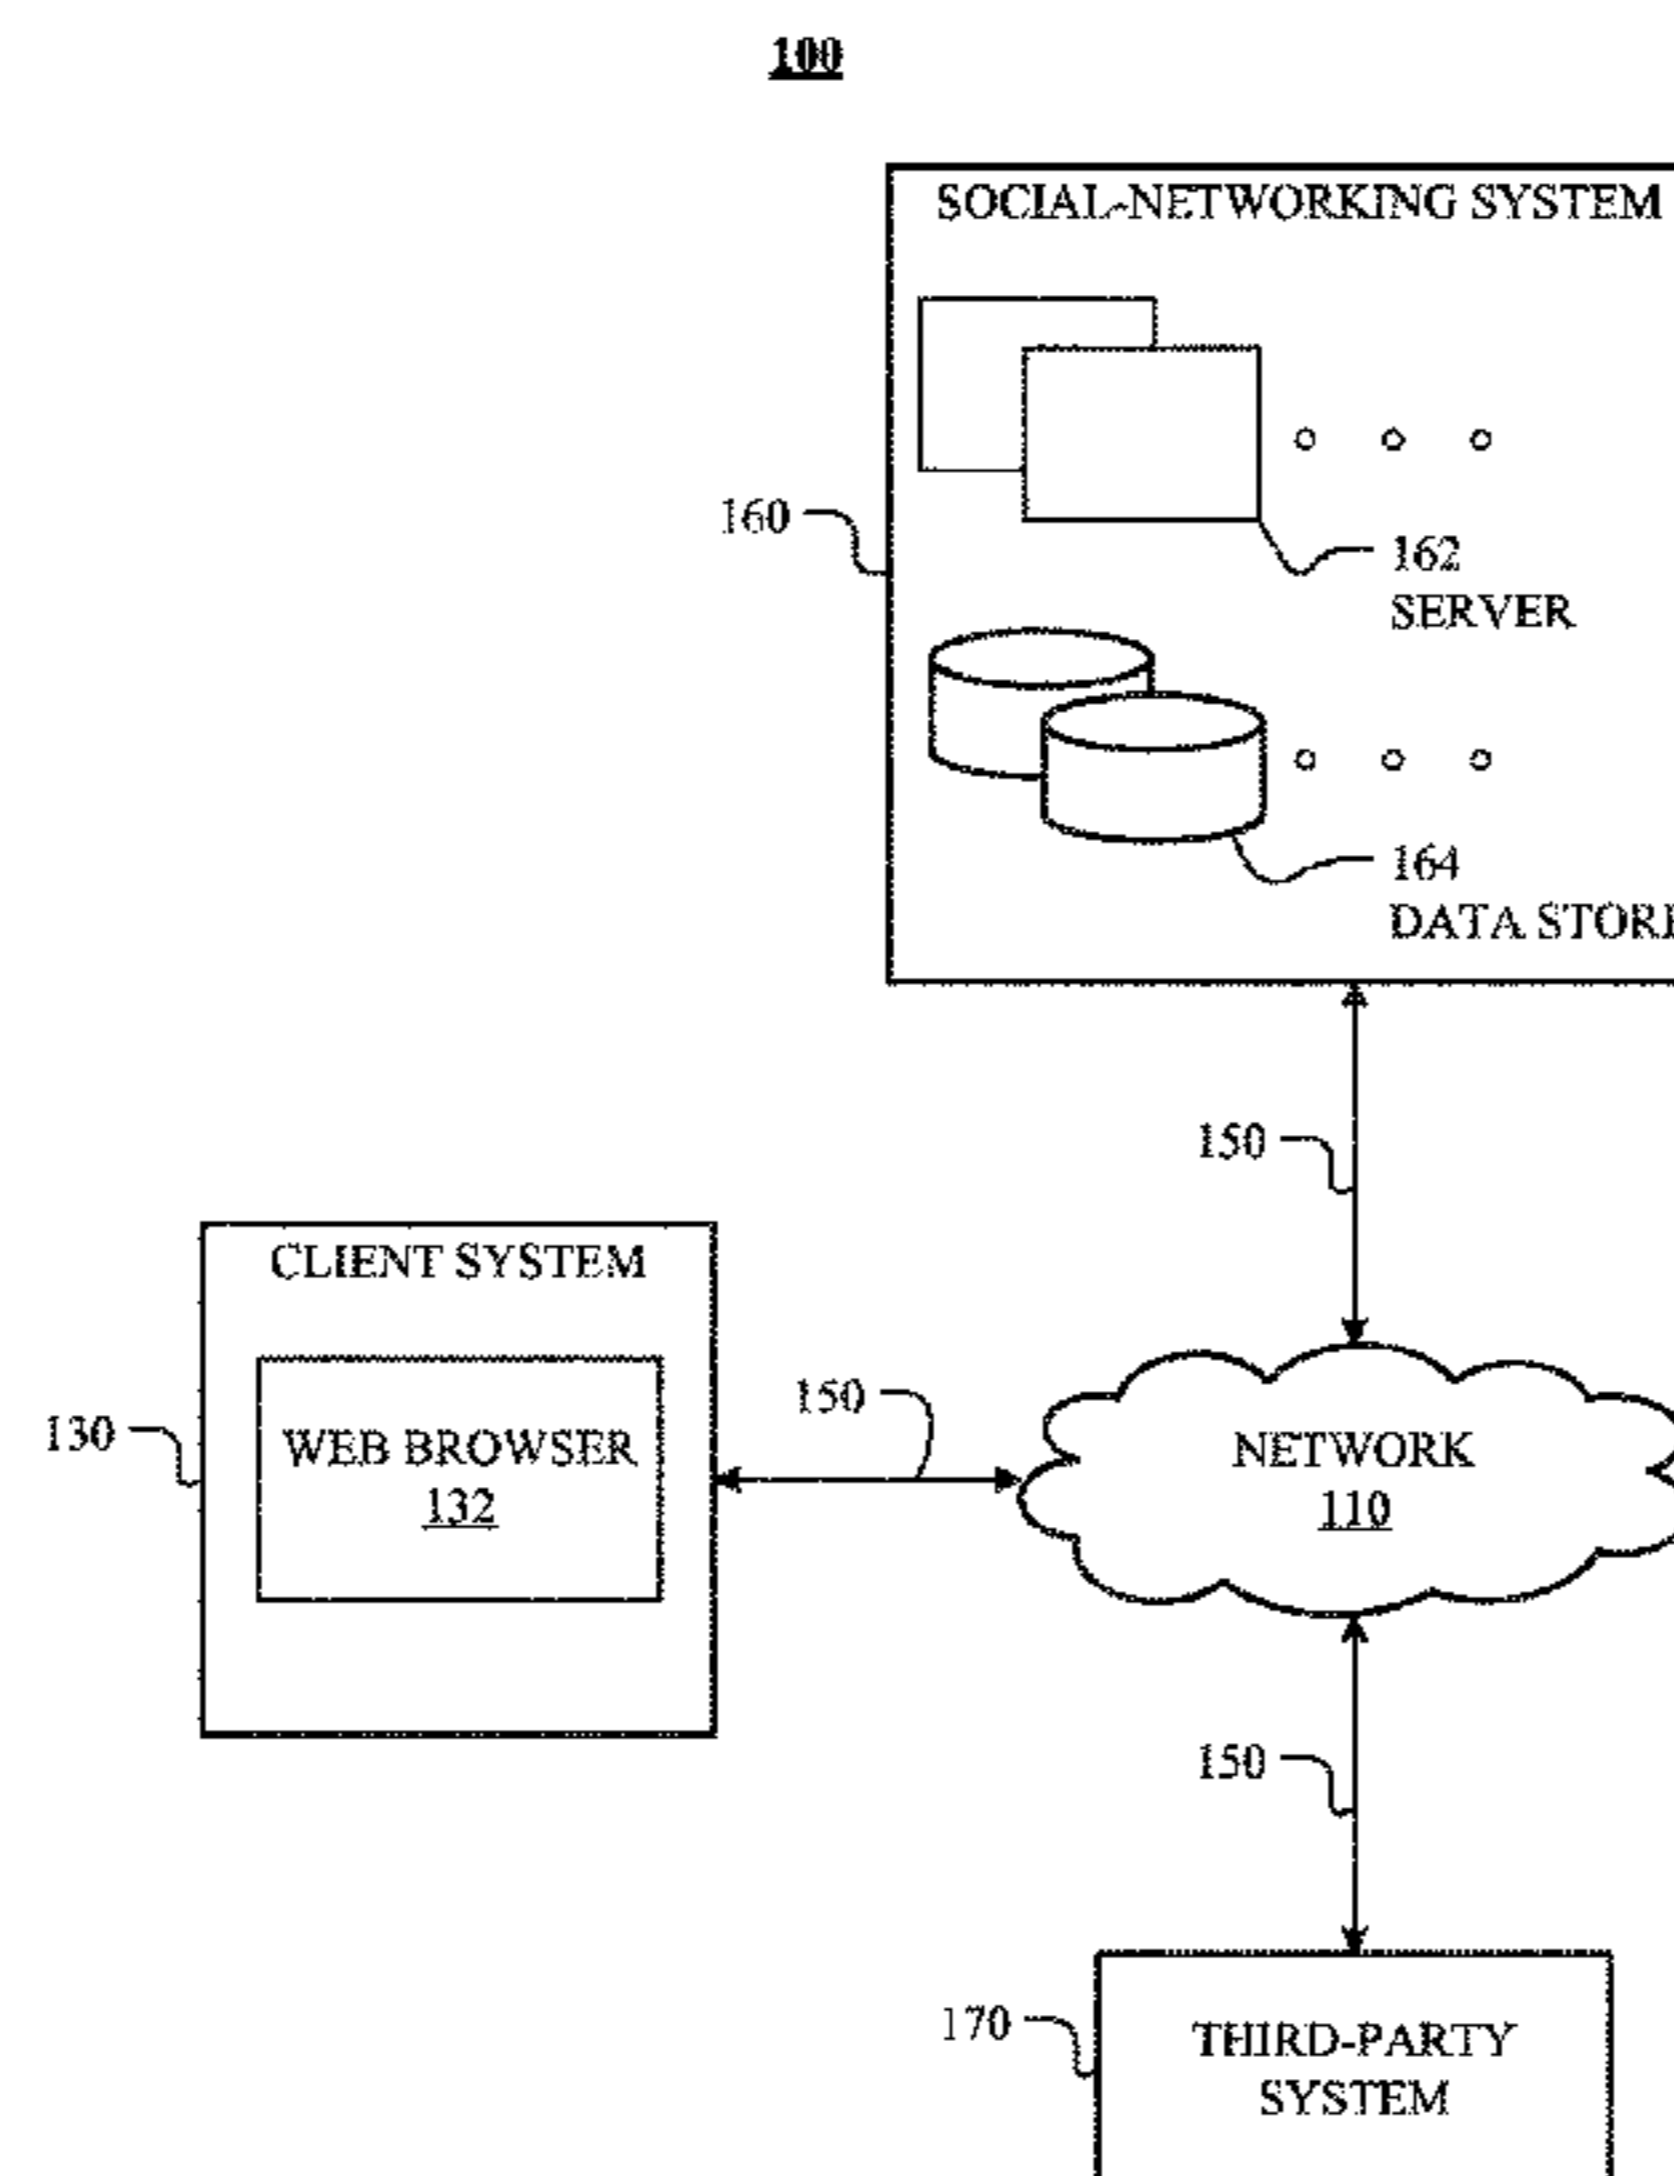 100
SOCIAL-NETWORKING SYSTEM
160
162
SERVER
164
DATA STORE
150
CLIENT SYSTEM
130
WEB BROWSER
132
150
NETWORK
110
150
170
THIRD-PARTY
SYSTEM